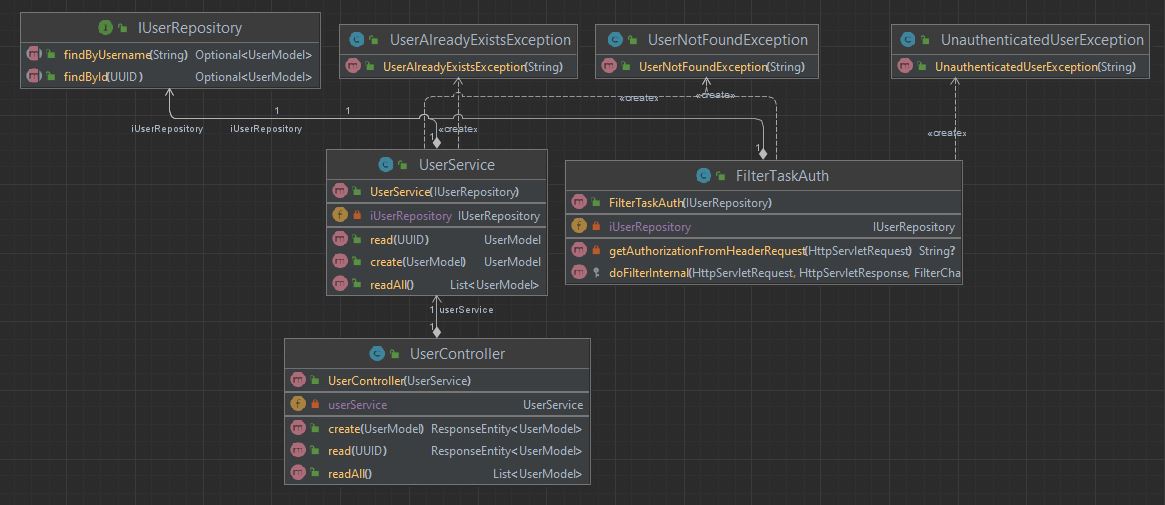 IUserRepository
findByUsername(String) Optional<UserModel>
findById(UUID) Optional<UserModel>
UserAlreadyExistsException
UserAlreadyExistsException(String)
UserNotFoundException
UserNotFoundException(String)
UnauthenticatedUserException
UnauthenticatedUserException(String)
«create»
«create»
1
1
iUserRepository
iUserRepository
1
«create»
1
«create»
UserService
UserService(IUserRepository)
iUserRepository IUserRepository
read(UUID) UserModel
create(UserModel) UserModel
readAll() List<UserModel>
FilterTaskAuth
FilterTaskAuth(IUserRepository)
iUserRepository IUserRepository
getAuthorizationFromHeaderRequest(HttpServletRequest) String?
doFilterInternal(HttpServletRequest, HttpServletResponse, FilterCha
1 userService
1
UserController
UserController(UserService)
userService UserService
create(UserModel) ResponseEntity<UserModel>
read(UUID) ResponseEntity<UserModel>
readAll() List<UserModel>